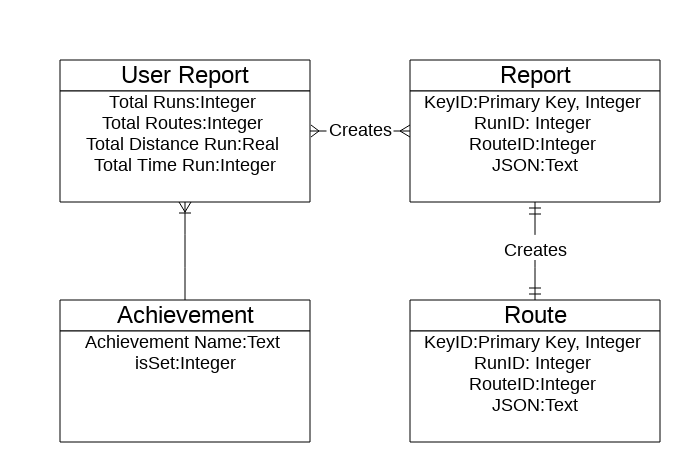 User Report
Total Runs:Integer
Total Routes:Integer
Total Distance Run:Real
Total Time Run:Integer
Creates
Report
KeyID:Primary Key, Integer
RunID: Integer
RouteID:Integer
JSON:Text
Creates
Achievement
Achievement Name:Text
isSet:Integer
Route
KeyID:Primary Key, Integer
RunID: Integer
RouteID:Integer
JSON:Text